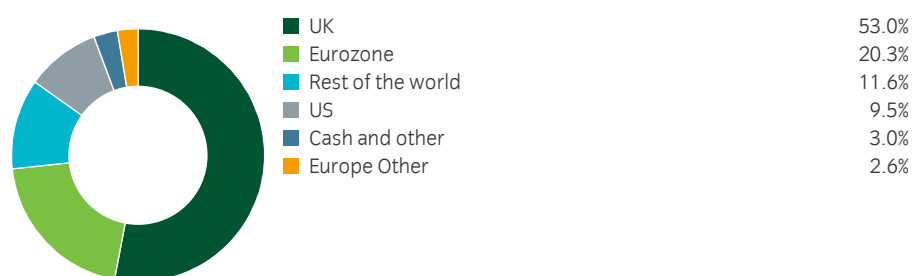 UK 53.0%
Eurozone 20.3%
Rest of the world 11.6%
US 9.5%
Cash and other 3.0%
Europe Other 2.6%